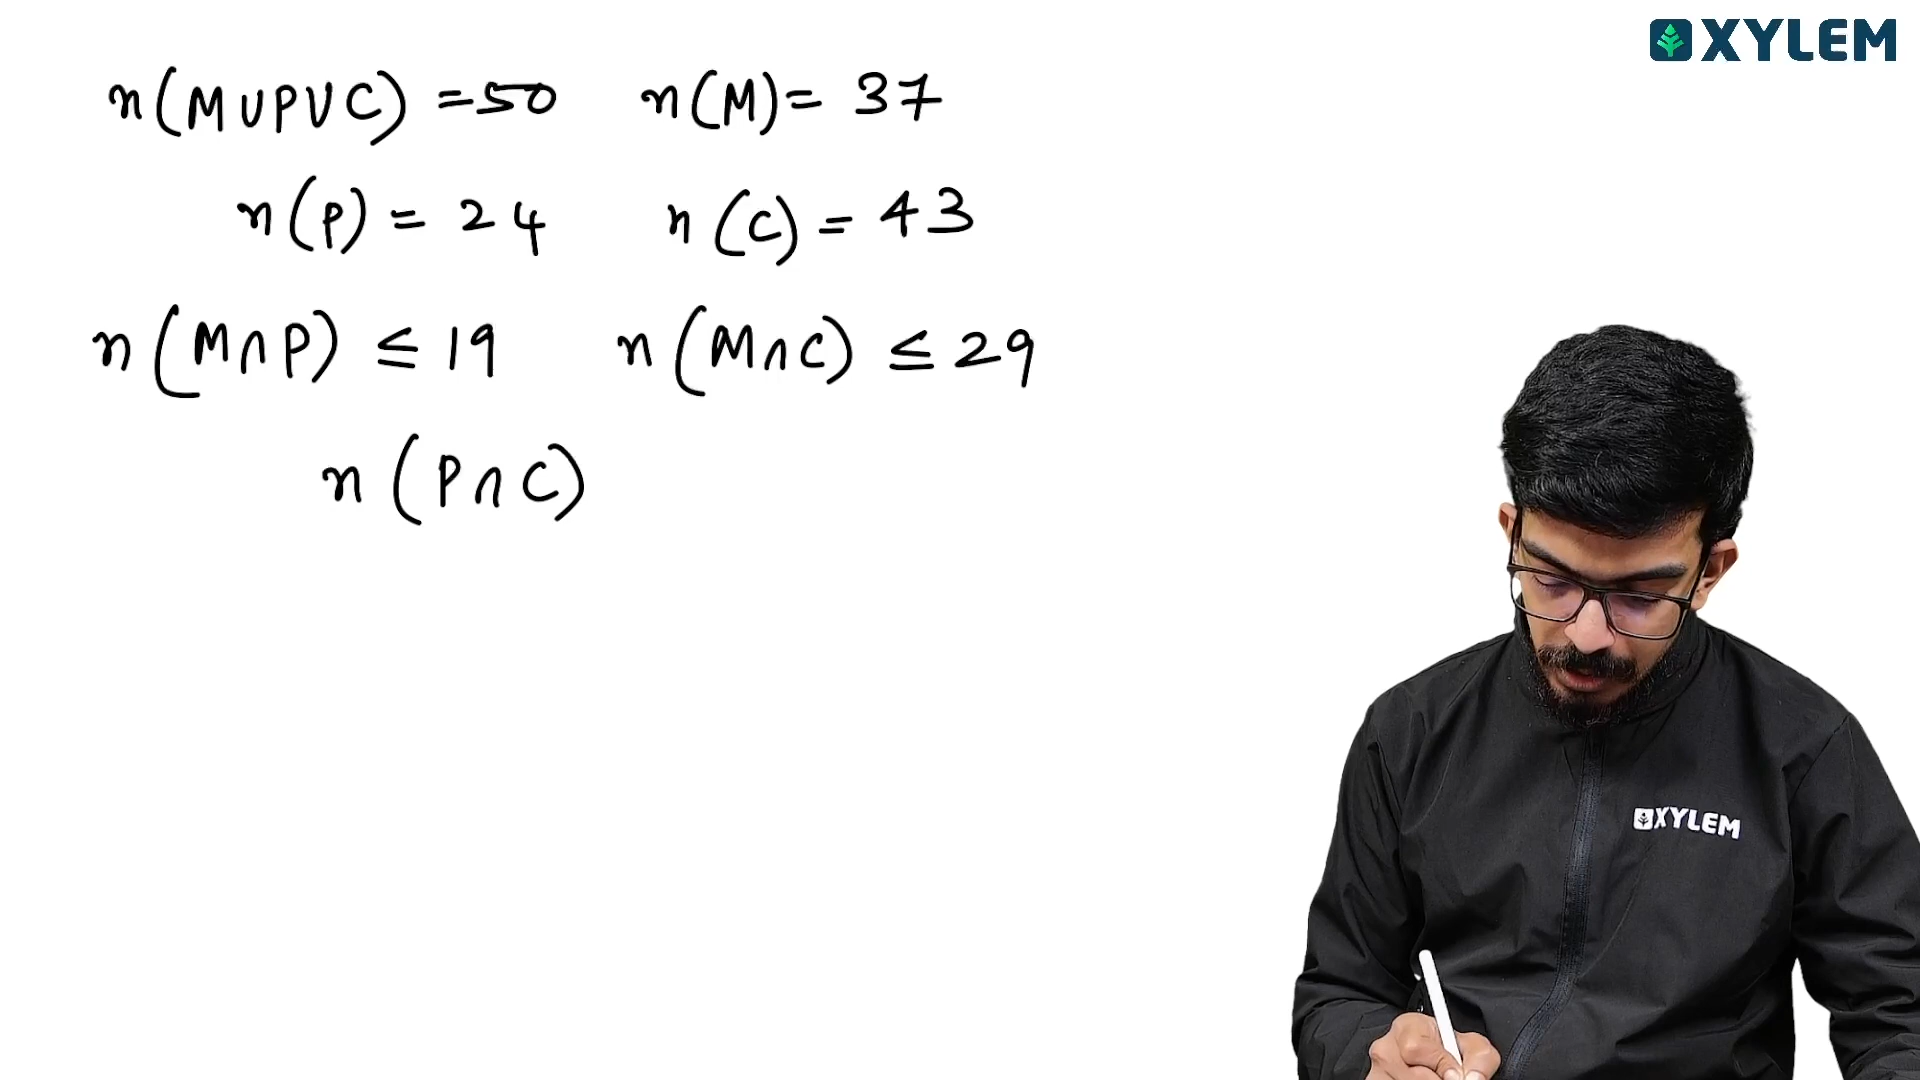 XYLEM
n(M∪P∪C) = 50 n(M) = 37
n(P) = 24 n(C) = 43
n(M∩P) ≤ 19 n(M∩C) ≤ 29
n(P∩C)
XYLEM